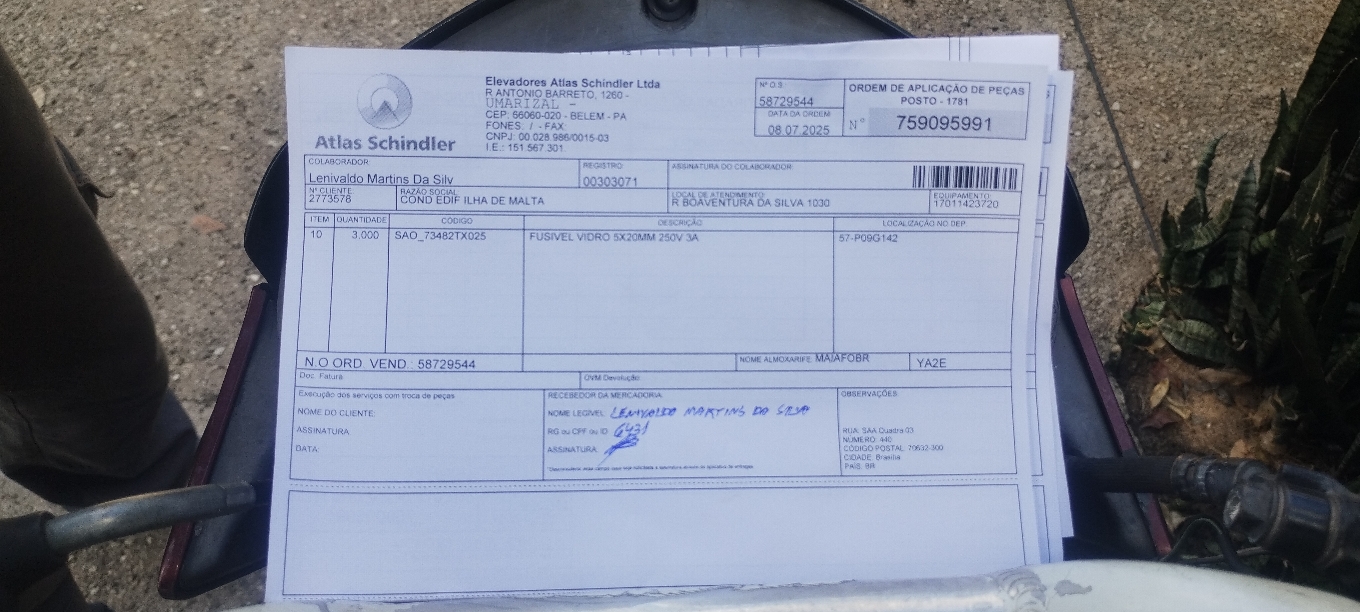 Atlas Schindler
Elevadores Atlas Schindler Ltda
R ANTONIO BARRETO, 1260 -
UMARIZAL -
CEP: 66060-020 - BELEM - PA
FONES: / - FAX:
CNPJ: 00.028.986/0015-03
I.E.: 151.567.301
Nº O.S.
58729544
DATA DA ORDEM
08.07.2025
ORDEM DE APLICAÇÃO DE PEÇAS
POSTO - 1781
Nº 759095991
COLABORADOR:
Lenivaldo Martins Da Silv
REGISTRO:
00303071
ASSINATURA DO COLABORADOR:
Nº CLIENTE:
2773576
RAZÃO SOCIAL
COND EDIF ILHA DE MALTA
LOCAL DE ATENDIMENTO:
R BOAVENTURA DA SILVA 1030
EQUIPAMENTO:
17011423720
ITEM QUANTIDADE CÓDIGO DESCRIÇÃO LOCALIZAÇÃO NO DEP.
10 3.000 SAO_73482TX025 FUSIVEL VIDRO 5X20MM 250V 3A 57-P09G142
N.O ORD VEND.: 58729544
NOME ALMOXARIFE: MAIAFOBR
YA2E
Doc. Fatura
OVM Devolução
Execução dos serviços com troca de peças
NOME DO CLIENTE:
ASSINATURA:
DATA:
RECEBEDOR DA MERCADORIA:
NOME LEGÍVEL: LENIVALDO MARTINS DA SILVA
RG ou CPF ou ID: 6431
ASSINATURA:
OBSERVAÇÕES:
RUA: SAA Quadra 03
NÚMERO: 440
CÓDIGO POSTAL: 70632-300
CIDADE: Brasília
PAÍS: BR